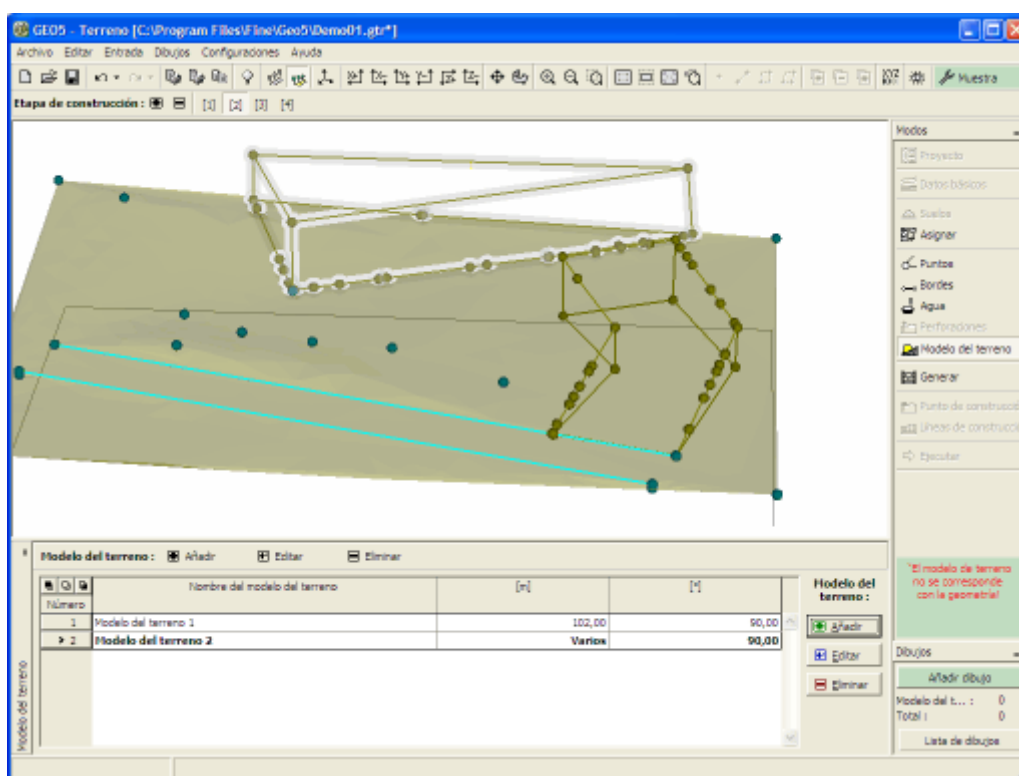 GEO5 - Terreno [C:\Program Files\Fine\Geo5\Demo01.gtr*]
Archivo Editar Entrada Dibujos Configuraciones Ayuda
Muestra
Etapa de construcción : [1] [2] [3] [4]
Modos
Proyecto
Datos básicos
Suelos
Asignar
Puntos
Bordes
Agua
Perforaciones
Modelo del terreno
Generar
Punto de construcció
Líneas de construcci
Ejecutar
"El modelo de terreno
no se corresponde
con la geometría!
Modelo del terreno : Añadir Editar Eliminar
Número Nombre del modelo del terreno [m] [°]
1 Modelo del terreno 1 102,00 90,00
2 Modelo del terreno 2 Varios 90,00
Modelo del
terreno :
Añadir
Editar
Eliminar
Modelo del terreno
Dibujos
Añadir dibujo
Modelo del t... : 0
Total : 0
Lista de dibujos